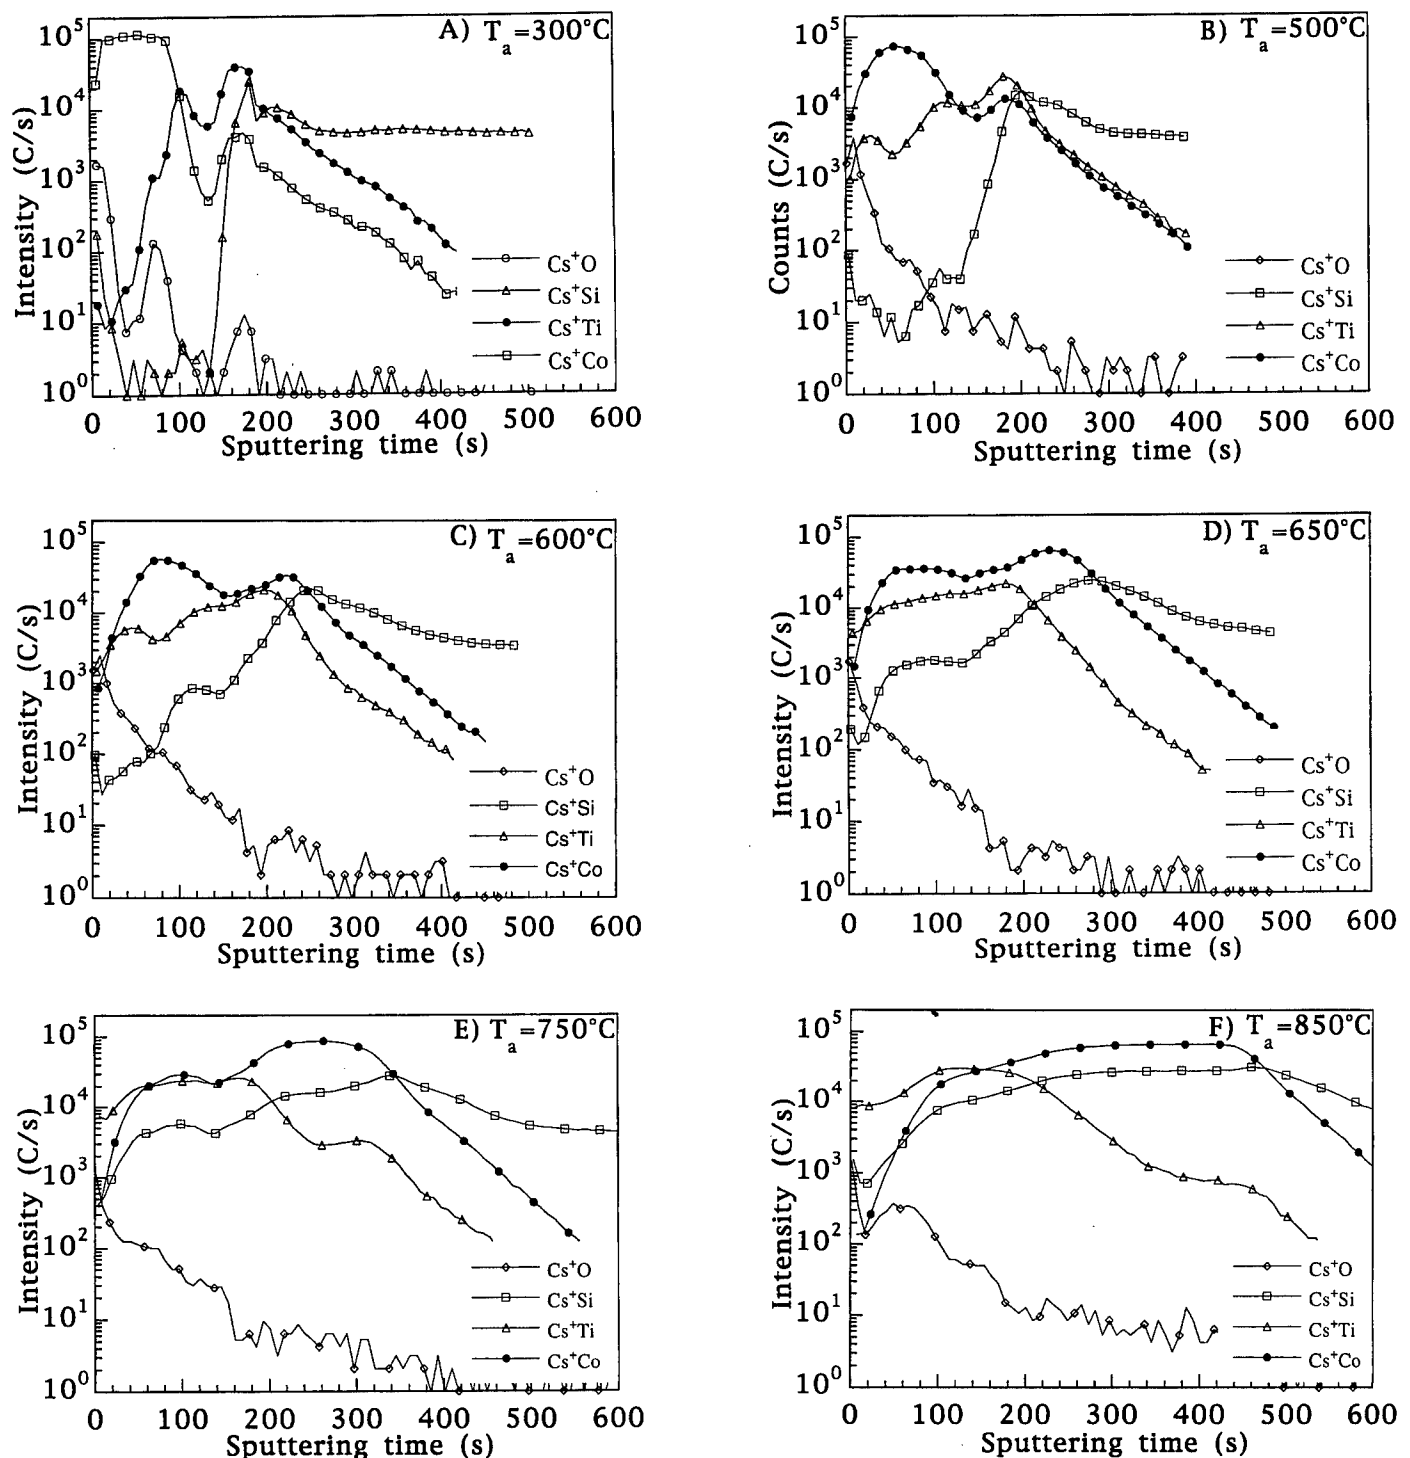 A) Ta=300°C
Intensity (C/s)
10^5
10^4
10^3
10^2
10^1
10^0
Cs+O
Cs+Si
Cs+Ti
Cs+Co
0 100 200 300 400 500 600
Sputtering time (s)
B) Ta=500°C
Counts (C/s)
10^5
10^4
10^3
10^2
10^1
10^0
Cs+O
Cs+Si
Cs+Ti
Cs+Co
0 100 200 300 400 500 600
Sputtering time (s)
C) Ta=600°C
Intensity (C/s)
10^5
10^4
10^3
10^2
10^1
10^0
Cs+O
Cs+Si
Cs+Ti
Cs+Co
0 100 200 300 400 500 600
Sputtering time (s)
D) Ta=650°C
Intensity (C/s)
10^5
10^4
10^3
10^2
10^1
10^0
Cs+O
Cs+Si
Cs+Ti
Cs+Co
0 100 200 300 400 500 600
Sputtering time (s)
E) Ta=750°C
Intensity (C/s)
10^5
10^4
10^3
10^2
10^1
10^0
Cs+O
Cs+Si
Cs+Ti
Cs+Co
0 100 200 300 400 500 600
Sputtering time (s)
F) Ta=850°C
Intensity (C/s)
10^5
10^4
10^3
10^2
10^1
10^0
Cs+O
Cs+Si
Cs+Ti
Cs+Co
0 100 200 300 400 500 600
Sputtering time (s)